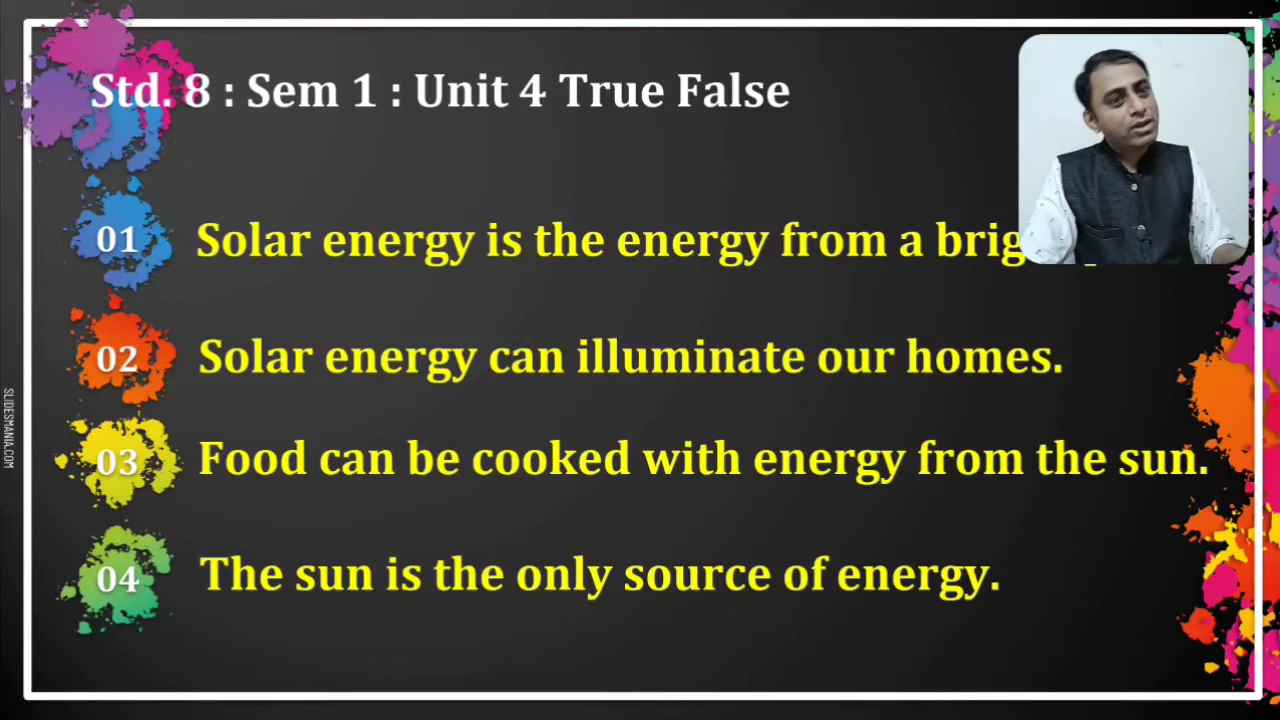 Std. 8 : Sem 1 : Unit 4 True False
01 Solar energy is the energy from a
02 Solar energy can illuminate our homes.
03 Food can be cooked with energy from the sun.
04 The sun is the only source of energy.
SLIDESMANIA.COM